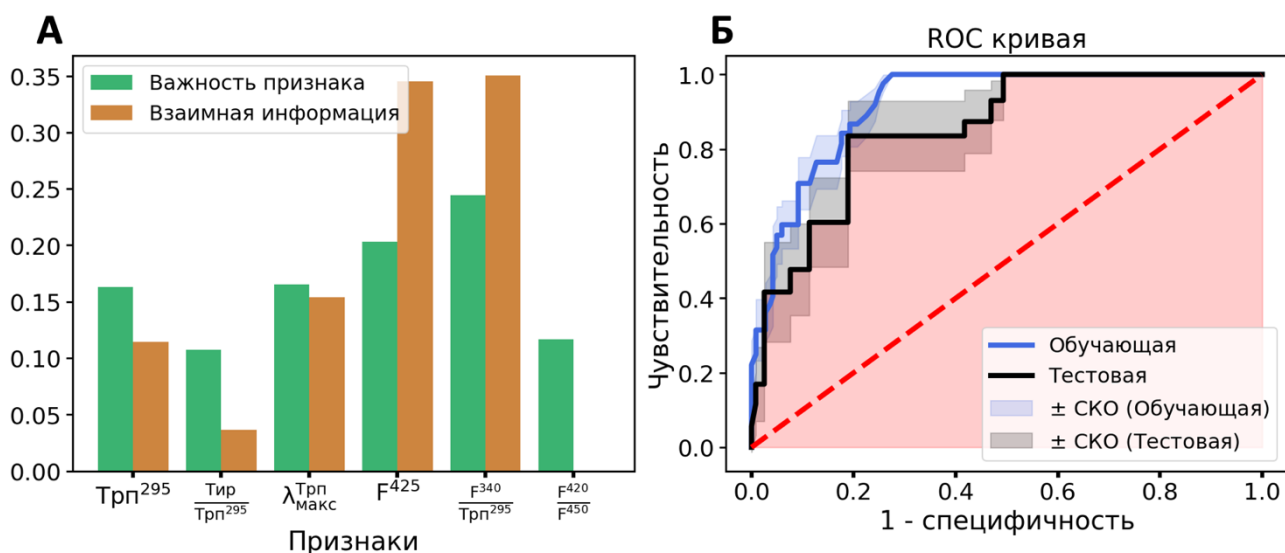 А
0.35
0.30
0.25
0.20
0.15
0.10
0.05
0.00
Важность признака
Взаимная информация
Трп²⁹⁵
Тир/Трп²⁹⁵
λ Трп макс
F⁴²⁵
F³⁴⁰/Трп²⁹⁵
F⁴²⁰/F⁴⁵⁰
Признаки
Б
ROC кривая
Чувствительность
1.0
0.8
0.6
0.4
0.2
0.0
Обучающая
Тестовая
± СКО (Обучающая)
± СКО (Тестовая)
0.0 0.2 0.4 0.6 0.8 1.0
1 - специфичность